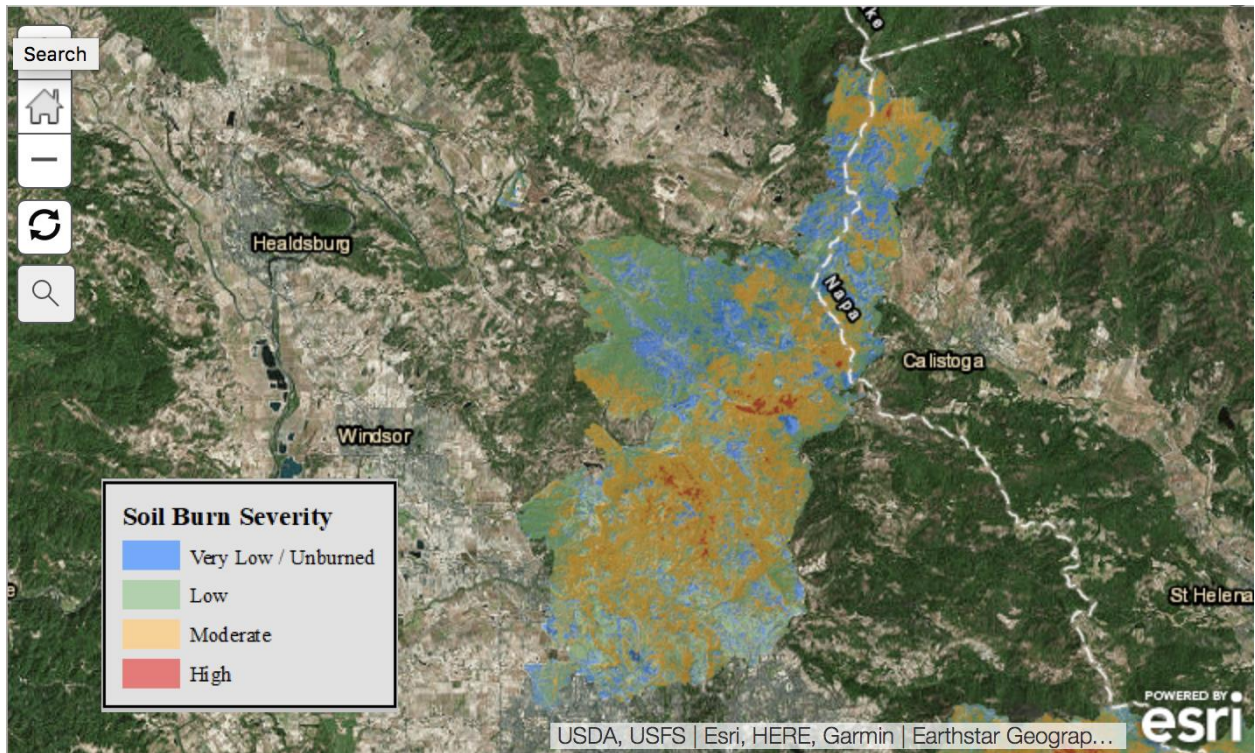 Search
ke
Healdsburg
Napa
Calistoga
Windsor
Soil Burn Severity
Very Low / Unburned
Low
Moderate
High
e
St Helena
POWERED BY
esri
USDA, USFS | Esri, HERE, Garmin | Earthstar Geograp...